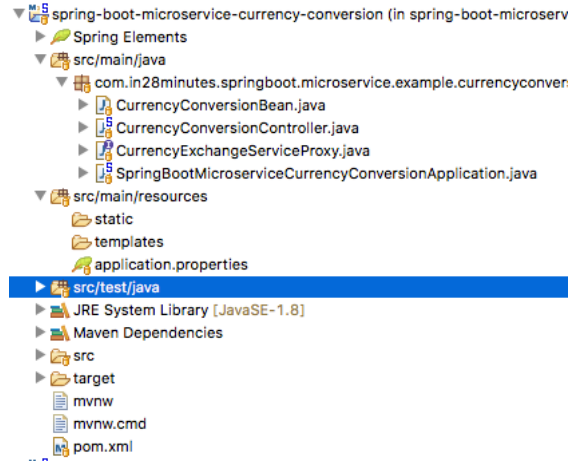 spring-boot-microservice-currency-conversion (in spring-boot-microserv
Spring Elements
src/main/java
com.in28minutes.springboot.microservice.example.currencyconvers
CurrencyConversionBean.java
CurrencyConversionController.java
CurrencyExchangeServiceProxy.java
SpringBootMicroserviceCurrencyConversionApplication.java
src/main/resources
static
templates
application.properties
src/test/java
JRE System Library [JavaSE-1.8]
Maven Dependencies
src
target
mvnw
mvnw.cmd
pom.xml